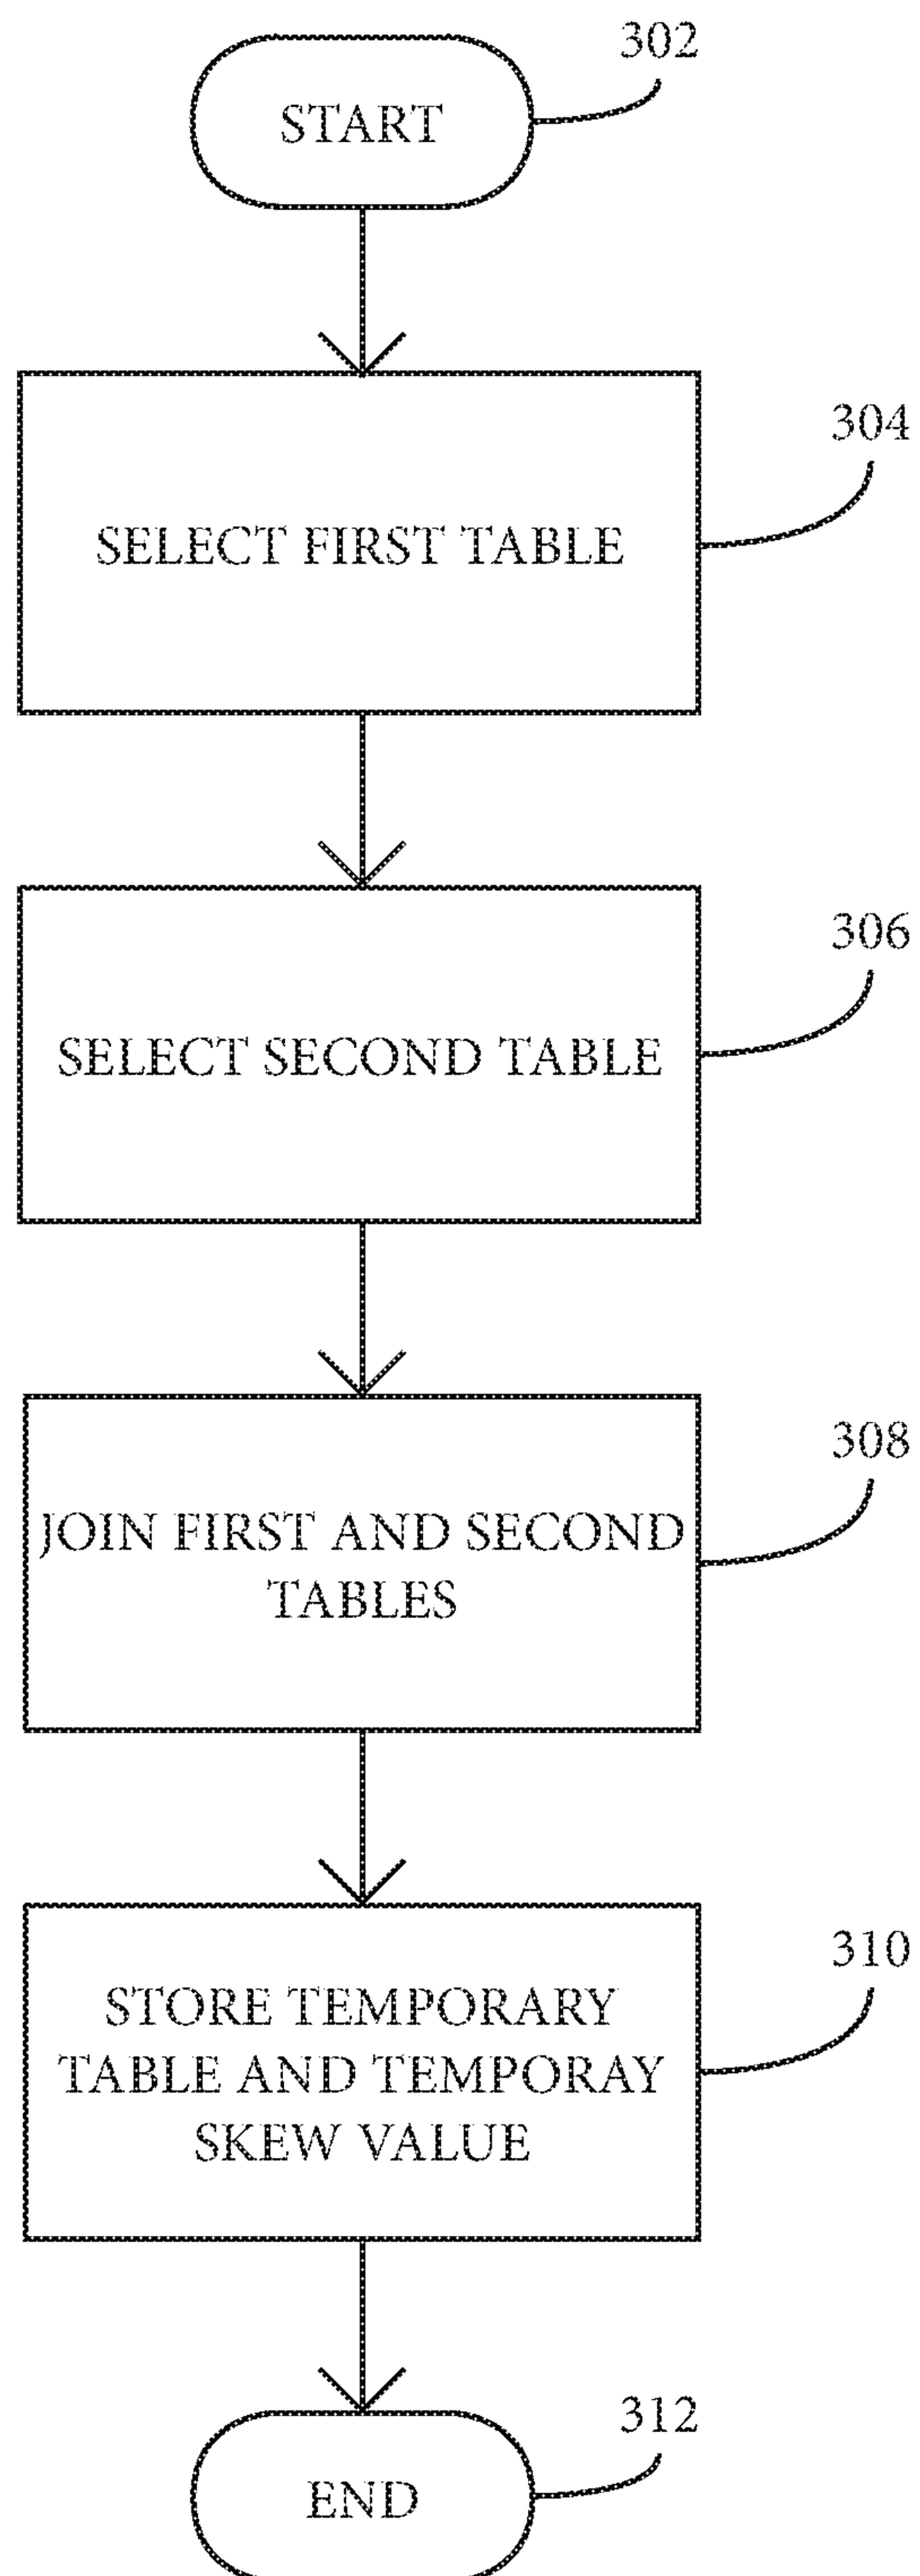 302
START
304
SELECT FIRST TABLE
306
SELECT SECOND TABLE
308
JOIN FIRST AND SECOND
TABLES
310
STORE TEMPORARY
TABLE AND TEMPORAY
SKEW VALUE
312
END